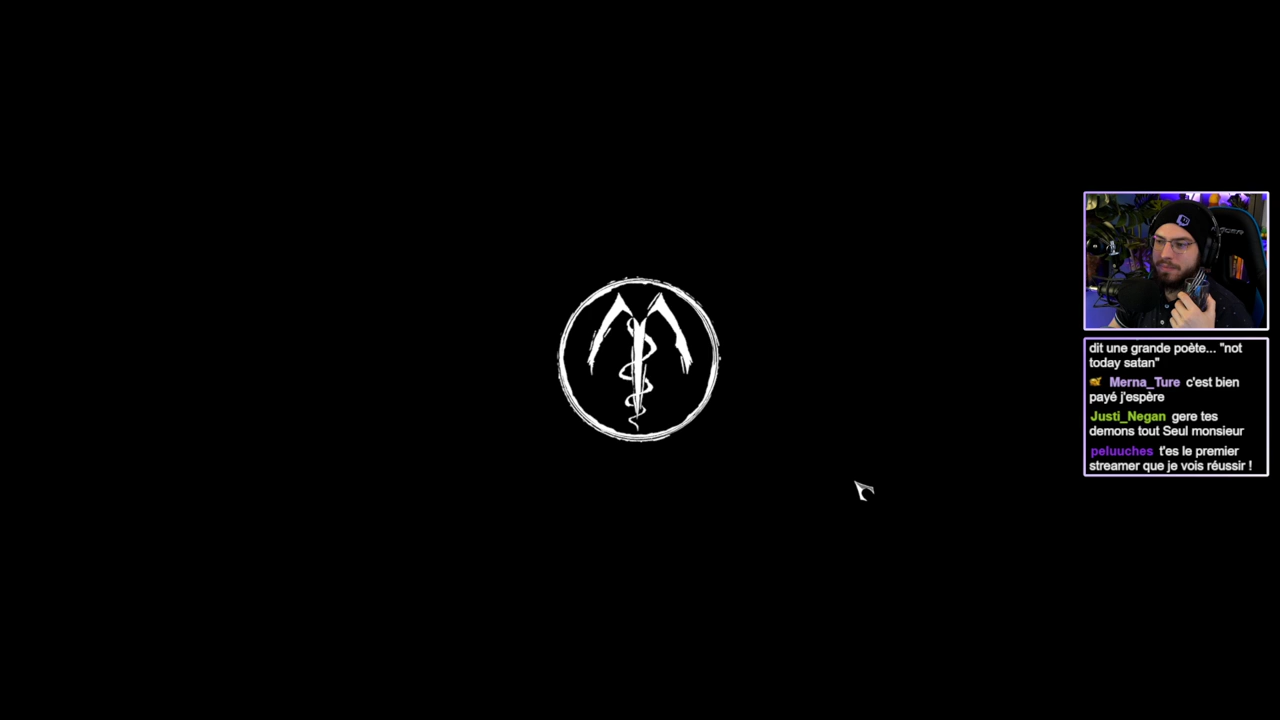 dit une grande poète... "not
today satan"
Merna_Ture c'est bien
payé j'espère
Justi_Negan gere tes
demons tout Seul monsieur
peluuches t'es le premier
streamer que je vois réussir !